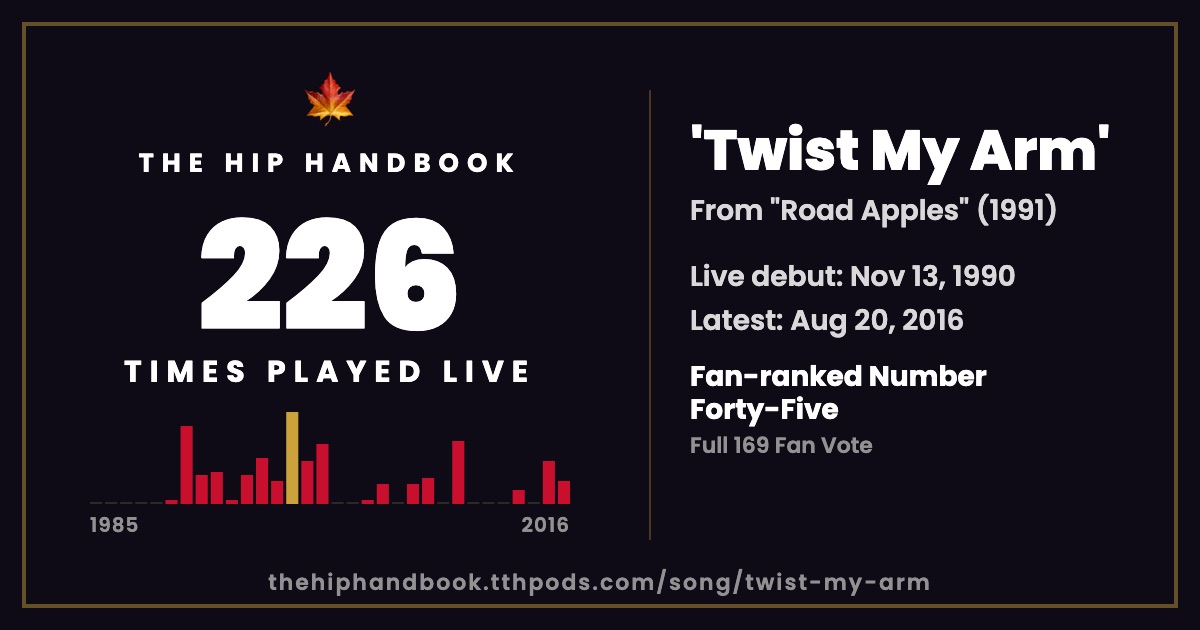 THE HIP HANDBOOK
226
TIMES PLAYED LIVE
1985
2016
'Twist My Arm'
From "Road Apples" (1991)
Live debut: Nov 13, 1990
Latest: Aug 20, 2016
Fan-ranked Number
Forty-Five
Full 169 Fan Vote
thehiphandbook.tthpods.com/song/twist-my-arm